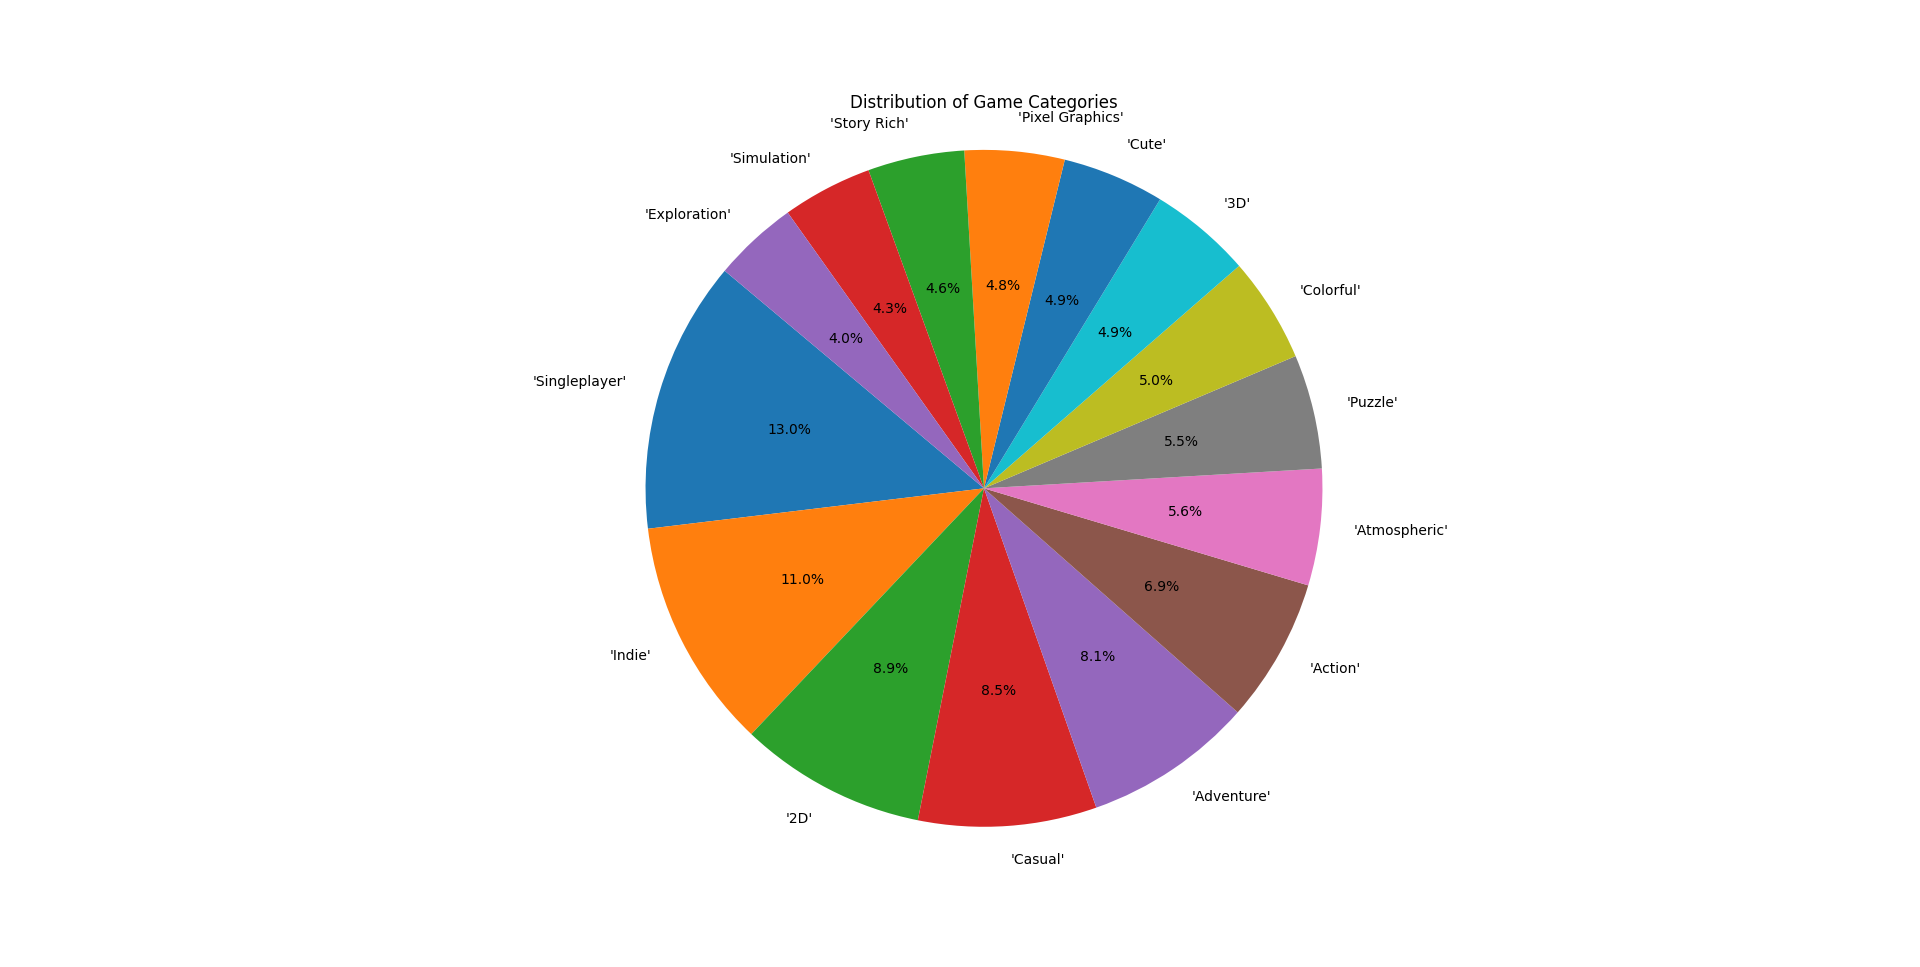 Distribution of Game Categories
'Pixel Graphics'
'Story Rich'
'Cute'
'Simulation'
'3D'
'Exploration'
4.8%
4.6%
'Colorful'
4.9%
4.3%
4.9%
4.0%
5.0%
'Singleplayer'
'Puzzle'
13.0%
5.5%
5.6%
'Atmospheric'
11.0%
6.9%
'Indie'
8.1%
8.9%
'Action'
8.5%
'Adventure'
'2D'
'Casual'